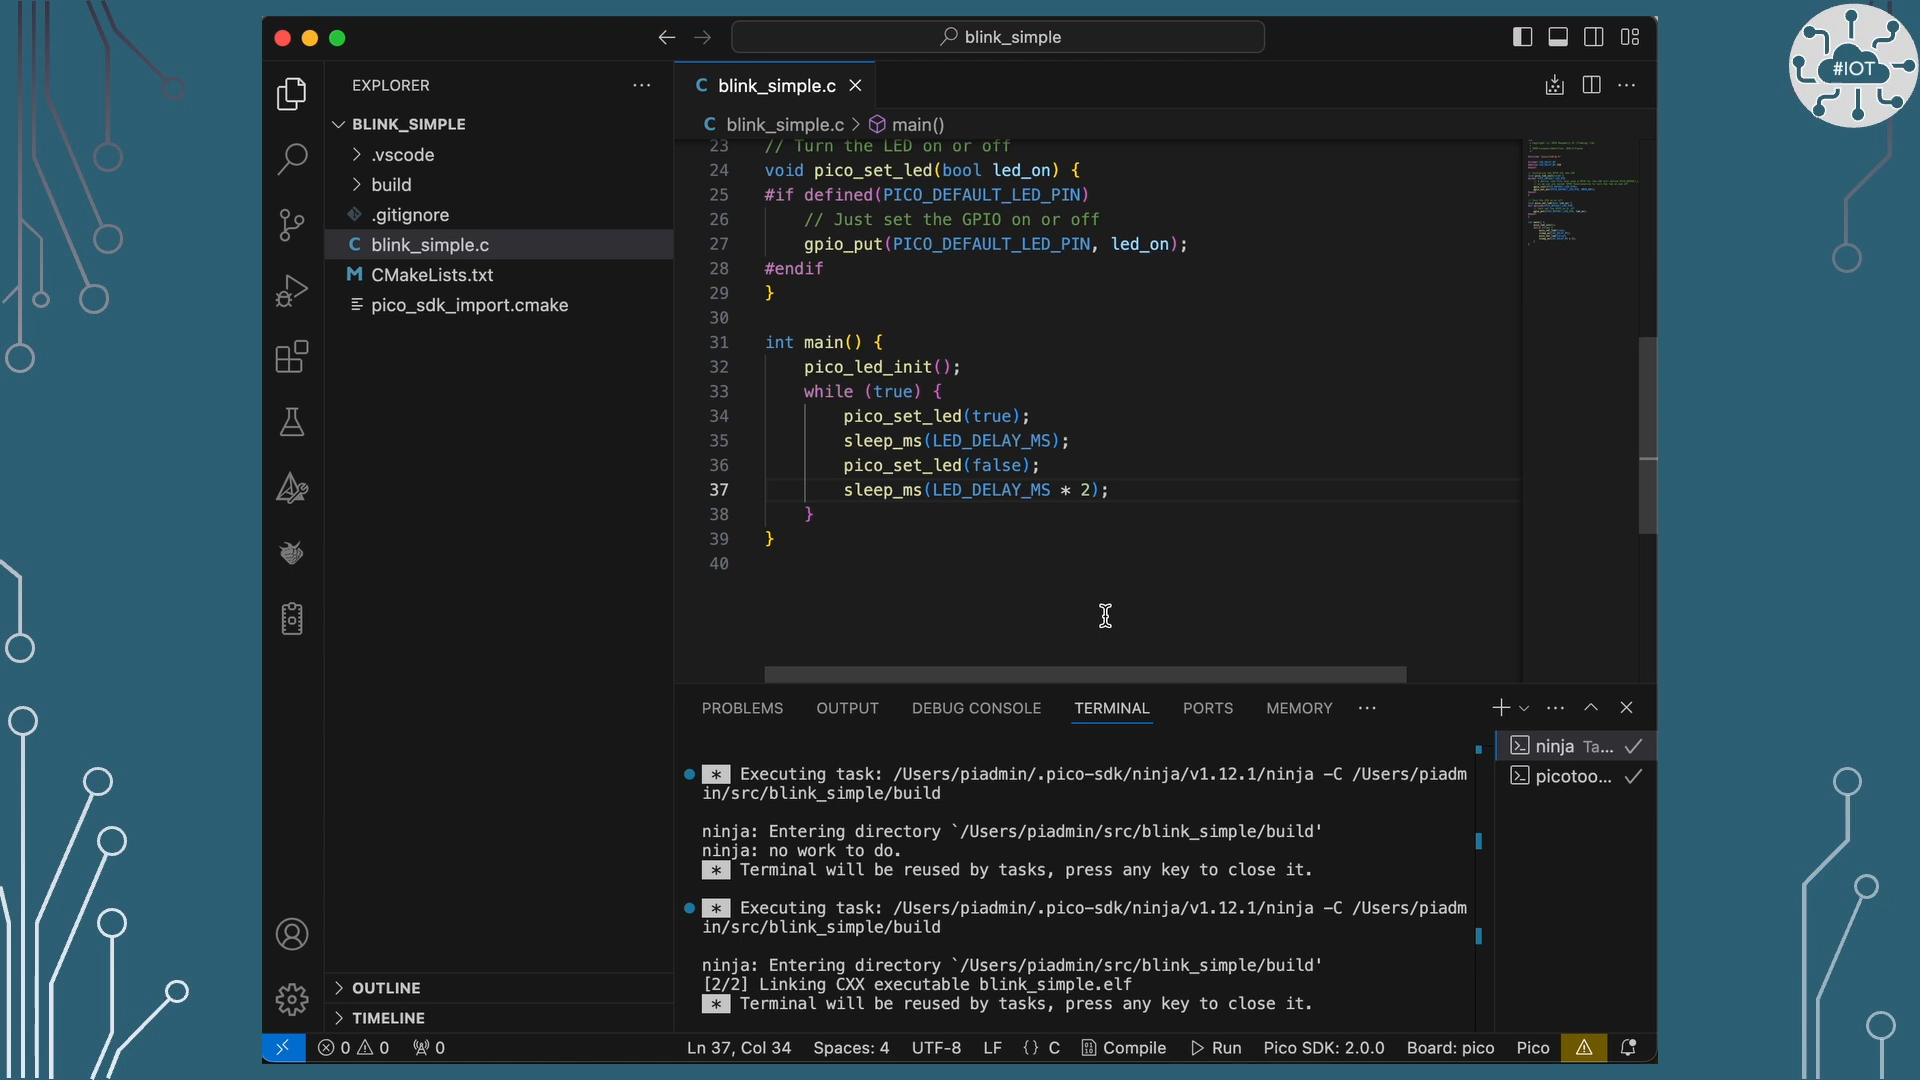 blink_simple
#IOT
EXPLORER
BLINK_SIMPLE
.vscode
build
.gitignore
C blink_simple.c
M CMakeLists.txt
pico_sdk_import.cmake
OUTLINE
TIMELINE
C blink_simple.c
C blink_simple.c > main()
23 // Turn the LED on or off
24 void pico_set_led(bool led_on) {
25 #if defined(PICO_DEFAULT_LED_PIN)
26 // Just set the GPIO on or off
27 gpio_put(PICO_DEFAULT_LED_PIN, led_on);
28 #endif
29 }
30
31 int main() {
32 pico_led_init();
33 while (true) {
34 pico_set_led(true);
35 sleep_ms(LED_DELAY_MS);
36 pico_set_led(false);
37 sleep_ms(LED_DELAY_MS * 2);
38 }
39 }
40
PROBLEMS OUTPUT DEBUG CONSOLE TERMINAL PORTS MEMORY
* Executing task: /Users/piadmin/.pico-sdk/ninja/v1.12.1/ninja -C /Users/piadm
in/src/blink_simple/build
ninja: Entering directory `/Users/piadmin/src/blink_simple/build'
ninja: no work to do.
* Terminal will be reused by tasks, press any key to close it.
* Executing task: /Users/piadmin/.pico-sdk/ninja/v1.12.1/ninja -C /Users/piadm
in/src/blink_simple/build
ninja: Entering directory `/Users/piadmin/src/blink_simple/build'
[2/2] Linking CXX executable blink_simple.elf
* Terminal will be reused by tasks, press any key to close it.
ninja Ta...
picotoo...
0 0 0 Ln 37, Col 34 Spaces: 4 UTF-8 LF {} C Compile Run Pico SDK: 2.0.0 Board: pico Pico